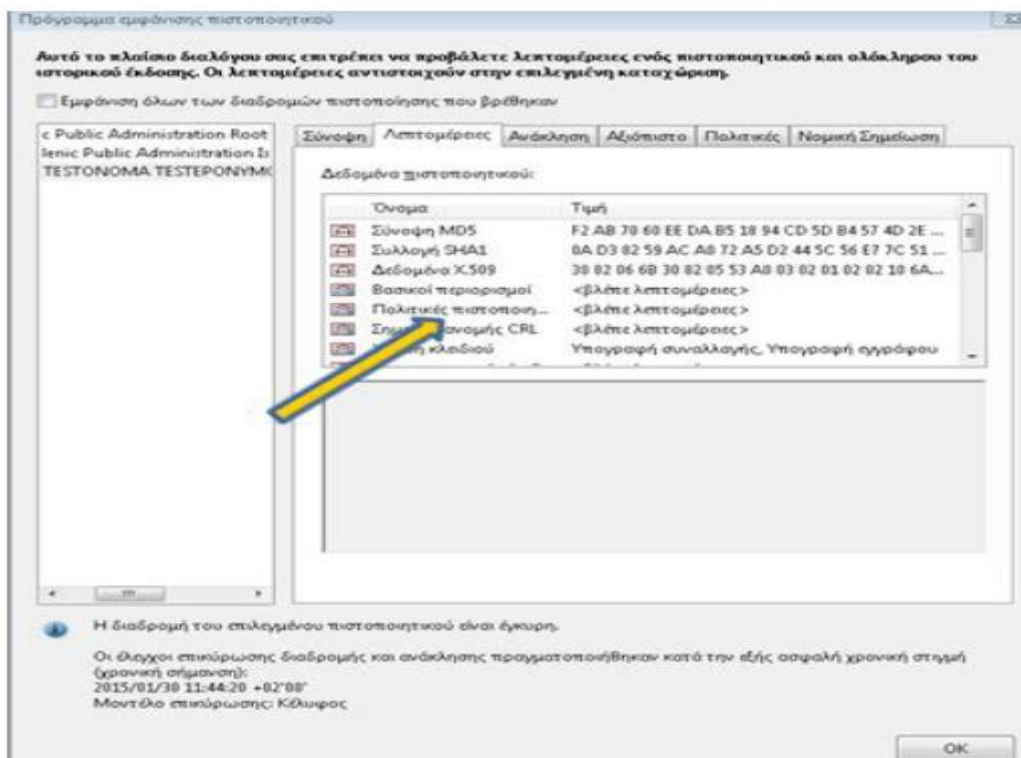 Πρόγραμμα εμφάνισης πιστοποιητικού
Αυτό το πλαίσιο διαλόγου σας επιτρέπει να προβάλετε λεπτομέρειες ενός πιστοποιητικού και ολόκληρου του
ιστορικού έκδοσης. Οι λεπτομέρειες αντιστοιχούν στην επιλεγμένη καταχώριση.
Εμφάνιση όλων των διαδρομών πιστοποίησης που βρέθηκαν
c Public Administration Root
lenic Public Administration Is
TESTONOMA TESTEPONYMO
Σύνοψη Λεπτομέρειες Ανάκληση Αξιόπιστο Πολιτικές Νομική Σημείωση
Δεδομένα πιστοποιητικού:
Όνομα Τιμή
Σύνοψη MD5 F2 AB 70 60 EE DA B5 18 94 CD 5D B4 57 4D 2E ...
Συλλογή SHA1 0A D3 82 59 AC A0 72 A5 D2 44 5C 56 E7 7C 51 ...
Δεδομένα X.509 30 82 06 6B 30 82 05 53 A0 03 02 01 02 02 10 6A...
Βασικοί περιορισμοί <βλέπε λεπτομέρειες>
Πολιτικές πιστοποιη... <βλέπε λεπτομέρειες>
CRL <βλέπε λεπτομέρειες>
κλειδιού Υπογραφή συναλλαγής, Υπογραφή εγγράφου
Η διαδρομή του επιλεγμένου πιστοποιητικού είναι έγκυρη.
Οι έλεγχοι επικύρωσης διαδρομής και ανάκλησης πραγματοποιήθηκαν κατά την εξής ασφαλή χρονική στιγμή
(χρονική σήμανση):
2015/01/30 11:44:20 +02'00'
Μοντέλο επικύρωσης: Κέλυφος
OK